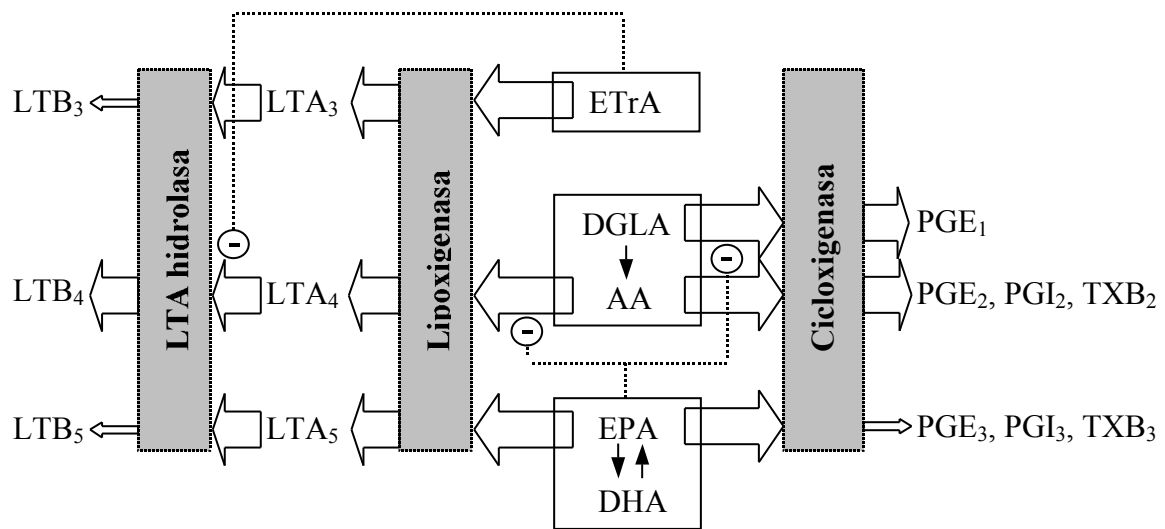 LTB₃
LTA hidrolasa
LTA₃
Lipoxigenasa
ETrA
Cicloxigenasa
DGLA
PGE₁
-
-
LTB₄
LTA₄
AA
PGE₂, PGI₂, TXB₂
-
LTB₅
LTA₅
EPA
PGE₃, PGI₃, TXB₃
DHA